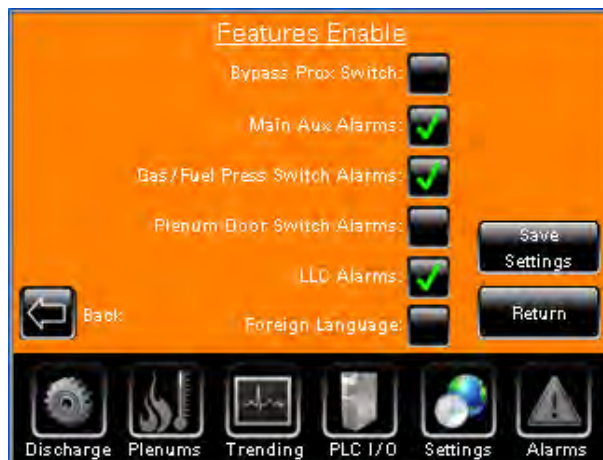 Features Enable
Bypass Prox Switch:
Main Aux Alarms:
Gas/Fuel Press Switch Alarms:
Plenum Door Switch Alarms:
LLC Alarms:
Foreign Language:
Save
Settings
Return
Back
Discharge Plenums Trending PLC I/O Settings Alarms